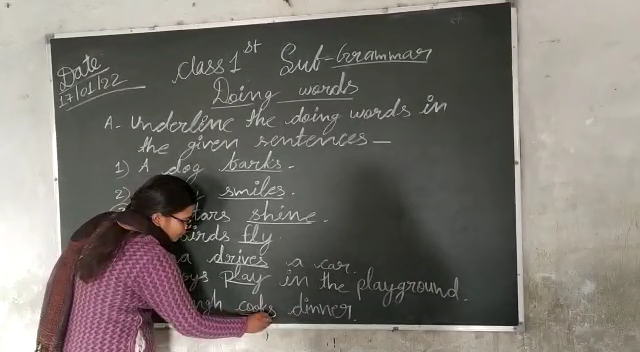 Date
17/01/22
Class 1st Sub-Grammar
Doing words
A- Underline the doing words in
the given sentences—
1) A dog barks.
2) smiles.
shine.
birds fly.
drives a car.
play in the playground.
cooks dinner.